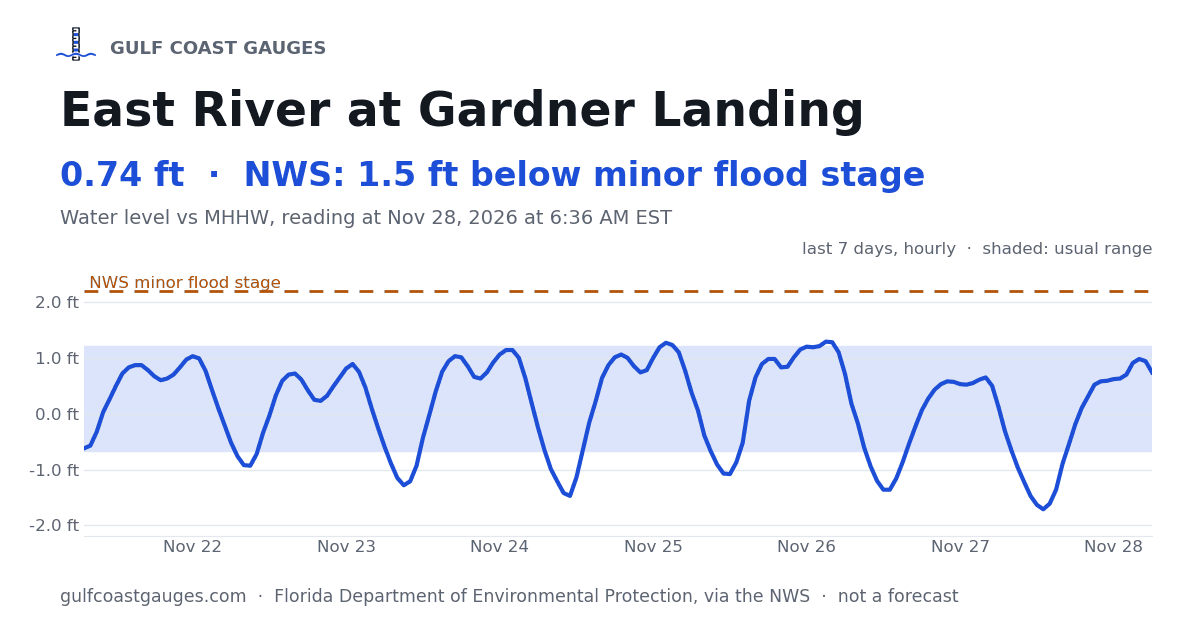 GULF COAST GAUGES
East River at Gardner Landing
0.74 ft · NWS: 1.5 ft below minor flood stage
Water level vs MHHW, reading at Nov 28, 2026 at 6:36 AM EST
last 7 days, hourly · shaded: usual range
NWS minor flood stage
2.0 ft
1.0 ft
0.0 ft
-1.0 ft
-2.0 ft
Nov 22 Nov 23 Nov 24 Nov 25 Nov 26 Nov 27 Nov 28
gulfcoastgauges.com · Florida Department of Environmental Protection, via the NWS · not a forecast